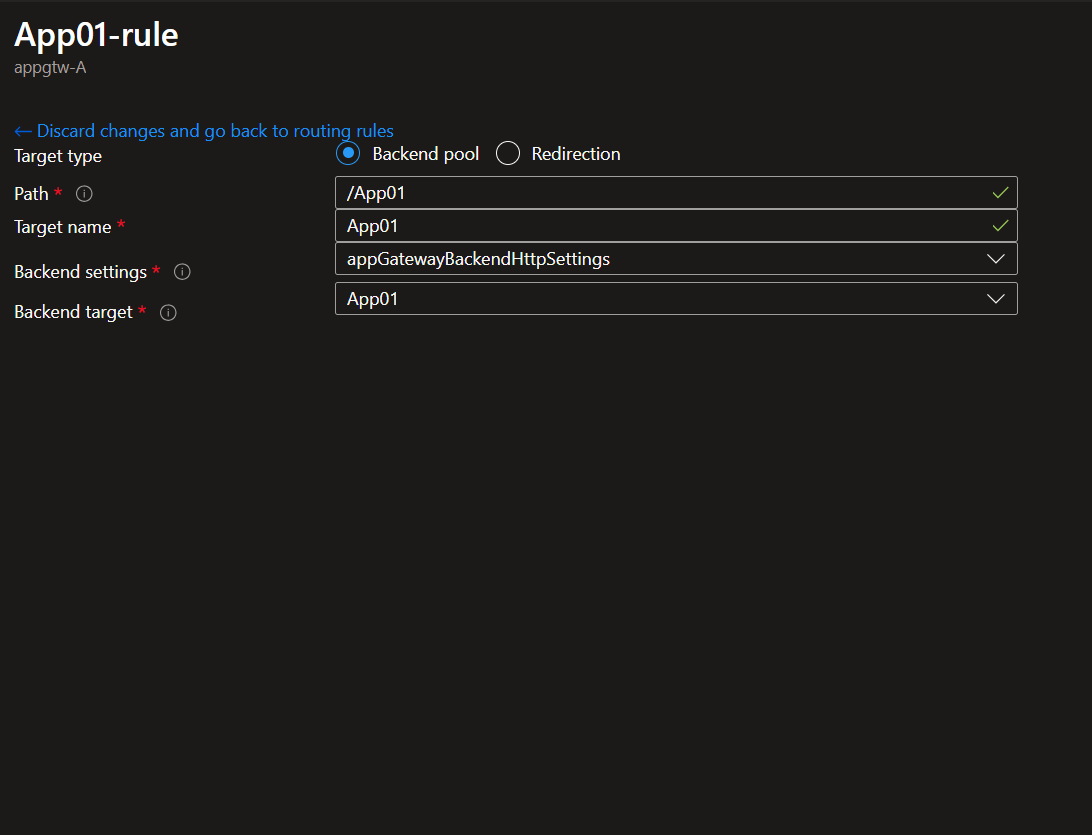 App01-rule
appgtw-A
← Discard changes and go back to routing rules
Target type Backend pool Redirection
Path * /App01
Target name * App01
Backend settings * appGatewayBackendHttpSettings
Backend target * App01